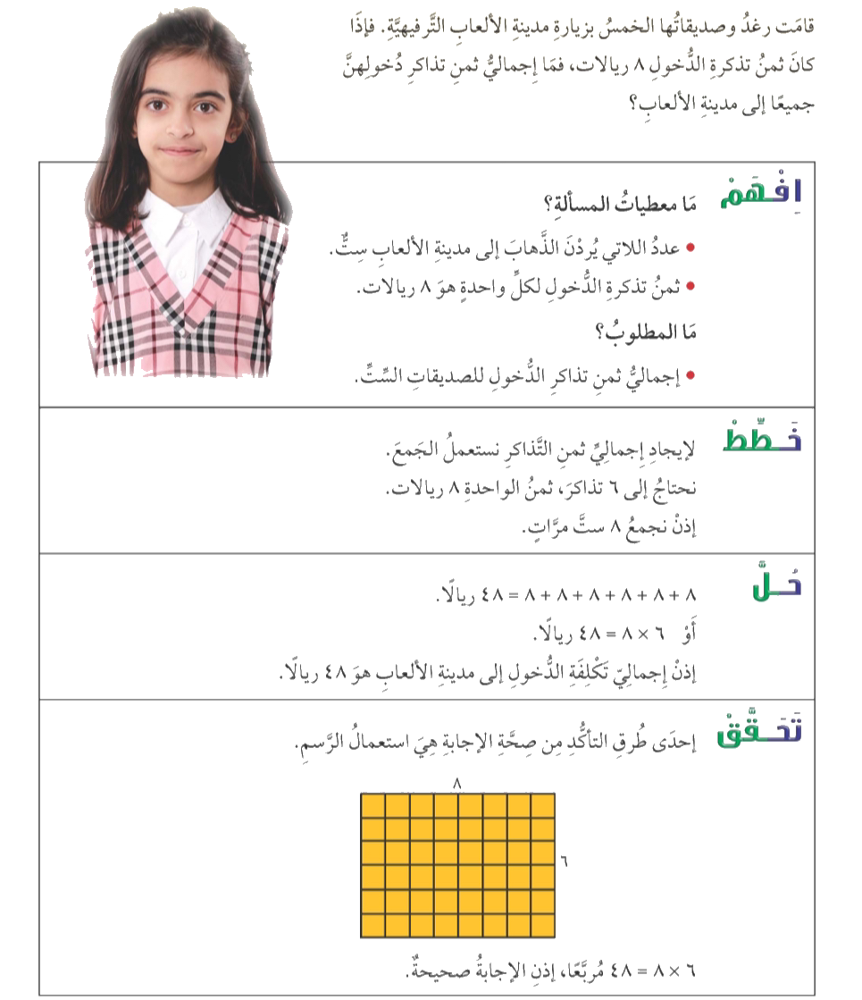 قامَت رغدُ وصديقاتُها الخمسُ بزيارةِ مدينةِ الألعابِ التَّرفيهيَّةِ. فإذَا
كانَ ثمنُ تذكرةِ الدُّخولِ ٨ ريالات، فمَا إجماليُّ ثمنِ تذاكرِ دُخولِهنَّ
جميعًا إلى مدينةِ الألعابِ؟
اِفْهَمْ
مَا معطياتُ المسألةِ؟
• عددُ اللاتي يُردْنَ الذَّهابَ إلى مدينةِ الألعابِ سِتٌّ.
• ثمنُ تذكرةِ الدُّخولِ لكلِّ واحدةٍ هوَ ٨ ريالات.
مَا المطلوبُ؟
• إجماليُّ ثمنِ تذاكرِ الدُّخولِ للصديقاتِ السِّتِّ.
خَطِّطْ
لإيجادِ إجماليِّ ثمنِ التَّذاكرِ نستعملُ الجَمعَ.
نحتاجُ إلى ٦ تذاكرَ، ثمنُ الواحدةِ ٨ ريالات.
إذنْ نجمعُ ٨ ستَّ مرَّاتٍ.
حُلَّ
٨ + ٨ + ٨ + ٨ + ٨ + ٨ = ٤٨ ريالًا.
أَوْ ٦ × ٨ = ٤٨ ريالًا.
إذنْ إجماليّ تَكْلِفَةِ الدُّخولِ إلى مدينةِ الألعابِ هوَ ٤٨ ريالًا.
تَحَقَّقْ
إحدَى طُرقِ التأكُّدِ مِن صِحَّةِ الإجابةِ هِيَ استعمالُ الرَّسمِ.
٨
٦
٦ × ٨ = ٤٨ مُربَّعًا، إذنِ الإجابةُ صحيحةٌ.